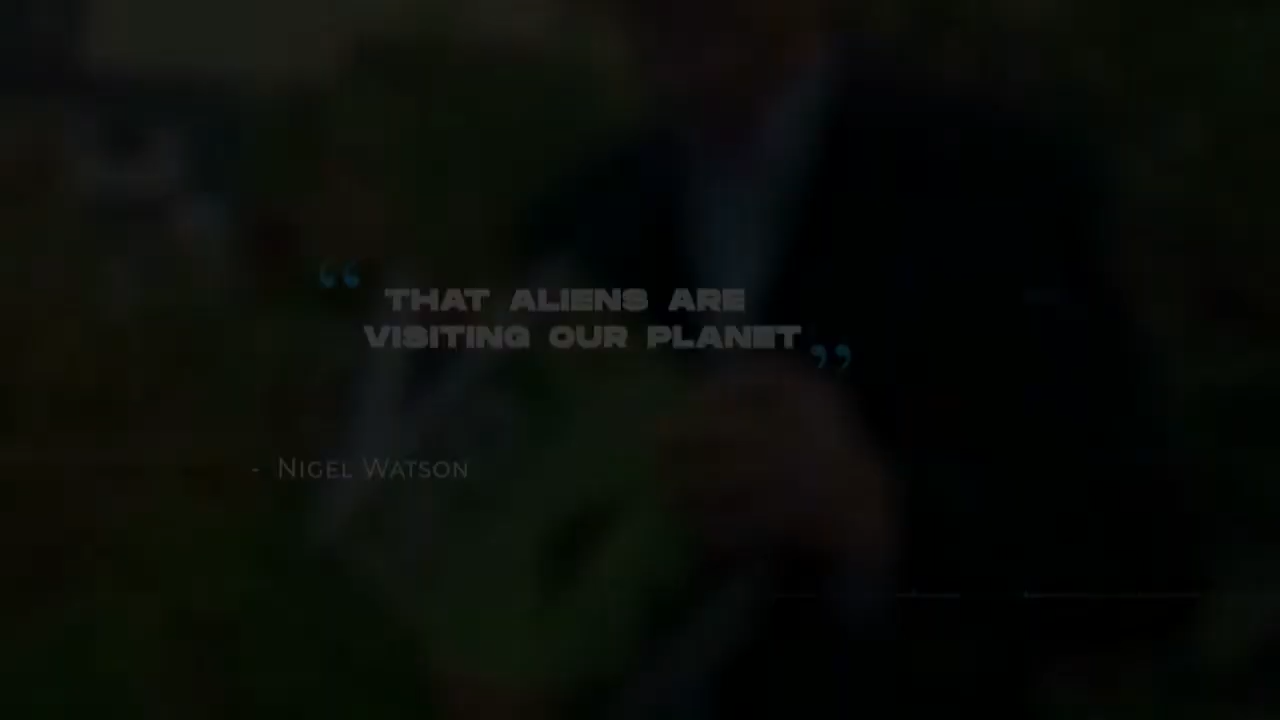 “ THAT ALIENS ARE
VISITING OUR PLANET ”
- NIGEL WATSON